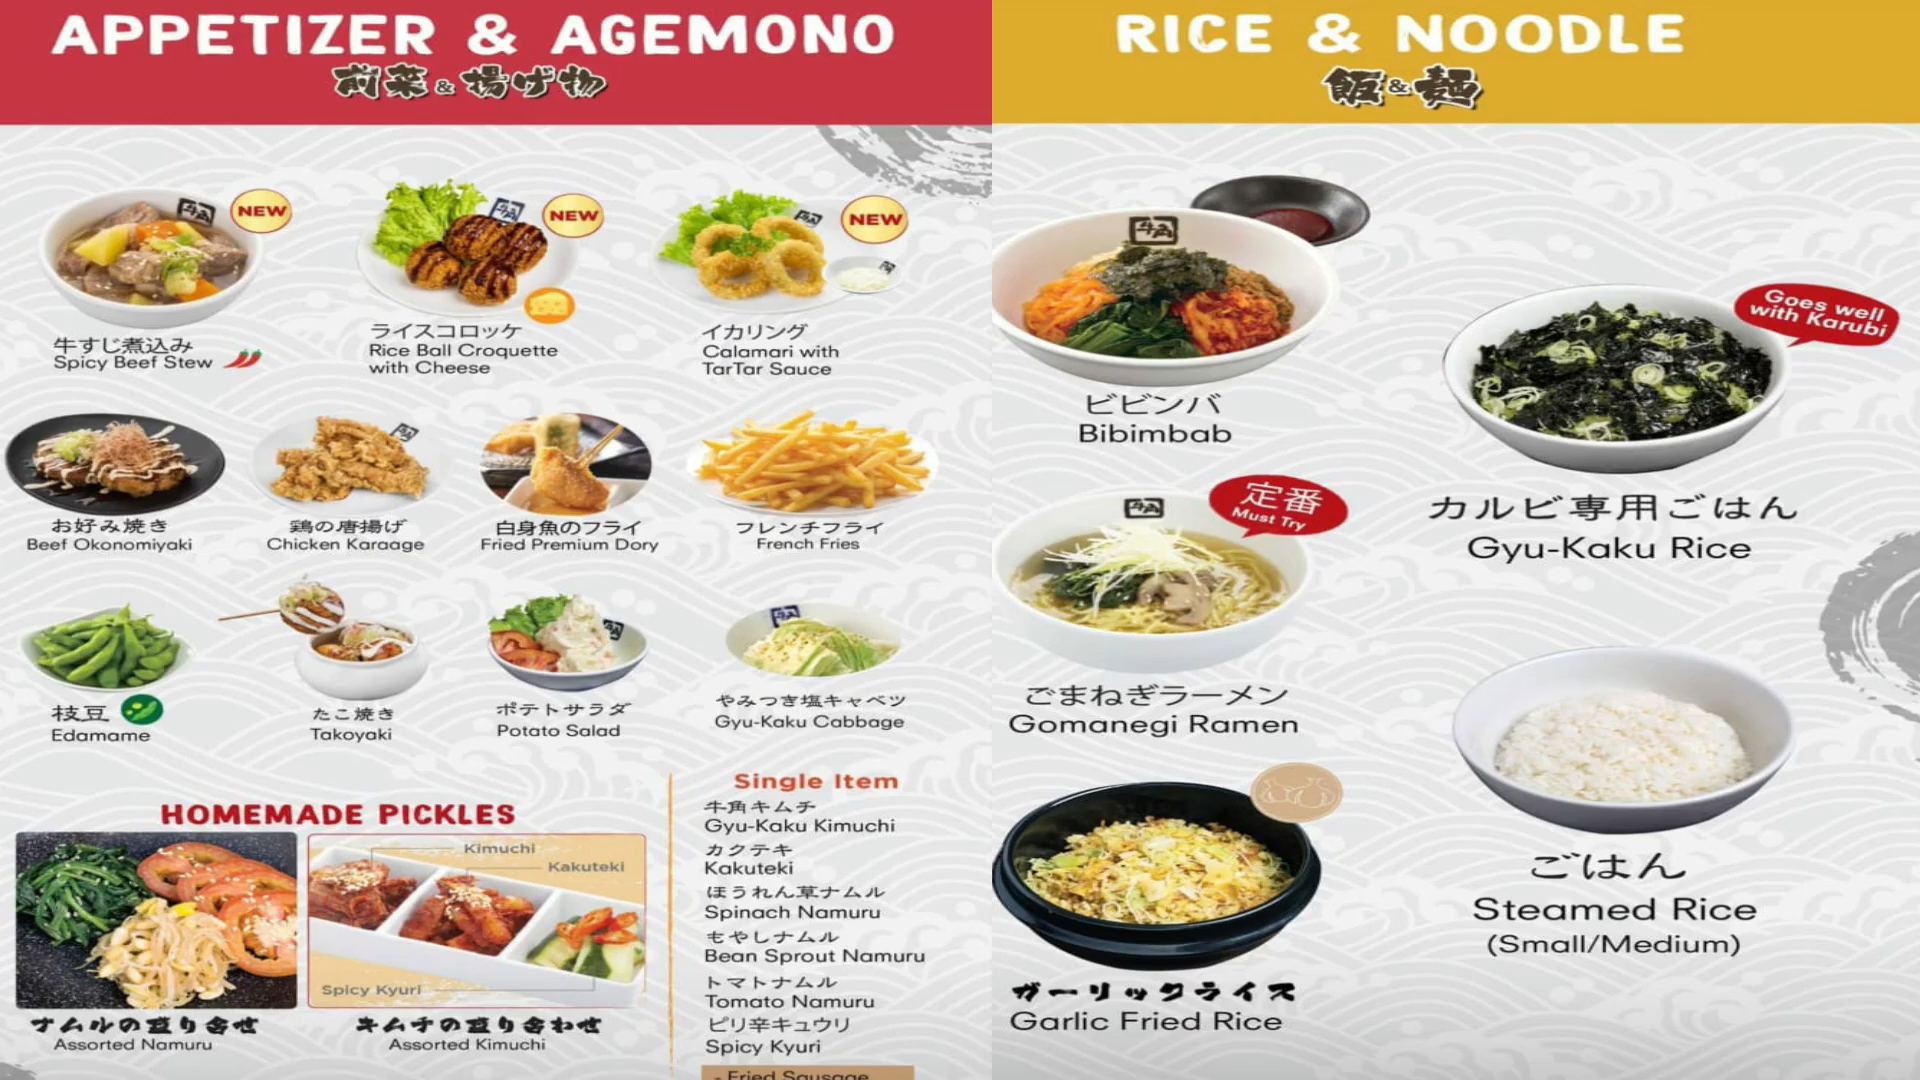 APPETIZER & AGEMONO
前菜&揚げ物
NEW
牛角
牛すじ煮込み
Spicy Beef Stew
NEW
牛角
ライスコロッケ
Rice Ball Croquette
with Cheese
NEW
牛角
イカリング
Calamari with
TarTar Sauce
お好み焼き
Beef Okonomiyaki
鶏の唐揚げ
Chicken Karaage
白身魚のフライ
Fried Premium Dory
フレンチフライ
French Fries
枝豆
Edamame
たこ焼き
Takoyaki
ポテトサラダ
Potato Salad
やみつき塩キャベツ
Gyu-Kaku Cabbage
HOMEMADE PICKLES
ナムルの盛り合せ
Assorted Namuru
Kimuchi
Kakuteki
Spicy Kyuri
キムチの盛り合わせ
Assorted Kimuchi
Single Item
牛角キムチ
Gyu-Kaku Kimuchi
カクテキ
Kakuteki
ほうれん草ナムル
Spinach Namuru
もやしナムル
Bean Sprout Namuru
トマトナムル
Tomato Namuru
ピリ辛キュウリ
Spicy Kyuri
- Fried Sausage
RICE & NOODLE
飯&麺
牛角
ビビンバ
Bibimbab
Goes well
with Karubi
カルビ専用ごはん
Gyu-Kaku Rice
牛角
定番
Must Try
ごまねぎラーメン
Gomanegi Ramen
ごはん
Steamed Rice
(Small/Medium)
ガーリックライス
Garlic Fried Rice